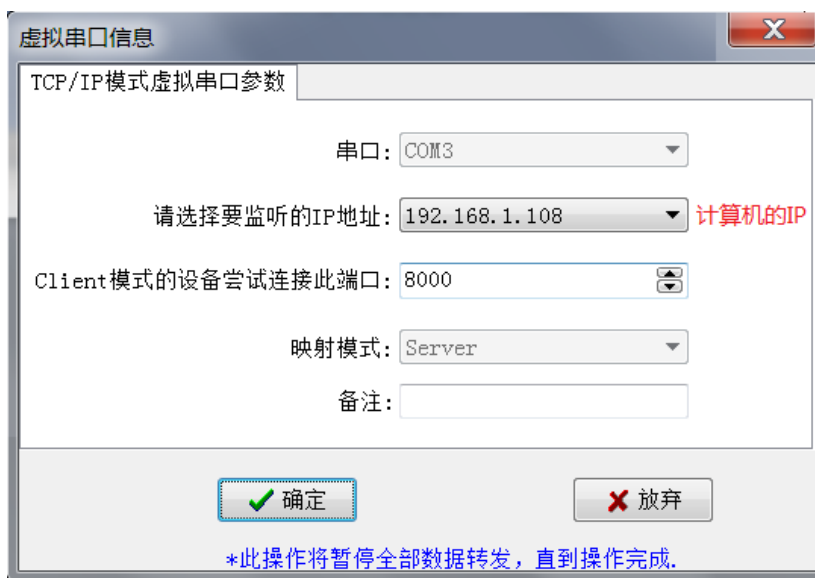 虚拟串口信息
TCP/IP模式虚拟串口参数
串口: COM3
请选择要监听的IP地址: 192.168.1.108 计算机的IP
Client模式的设备尝试连接此端口: 8000
映射模式: Server
备注:
确定 放弃
*此操作将暂停全部数据转发，直到操作完成.